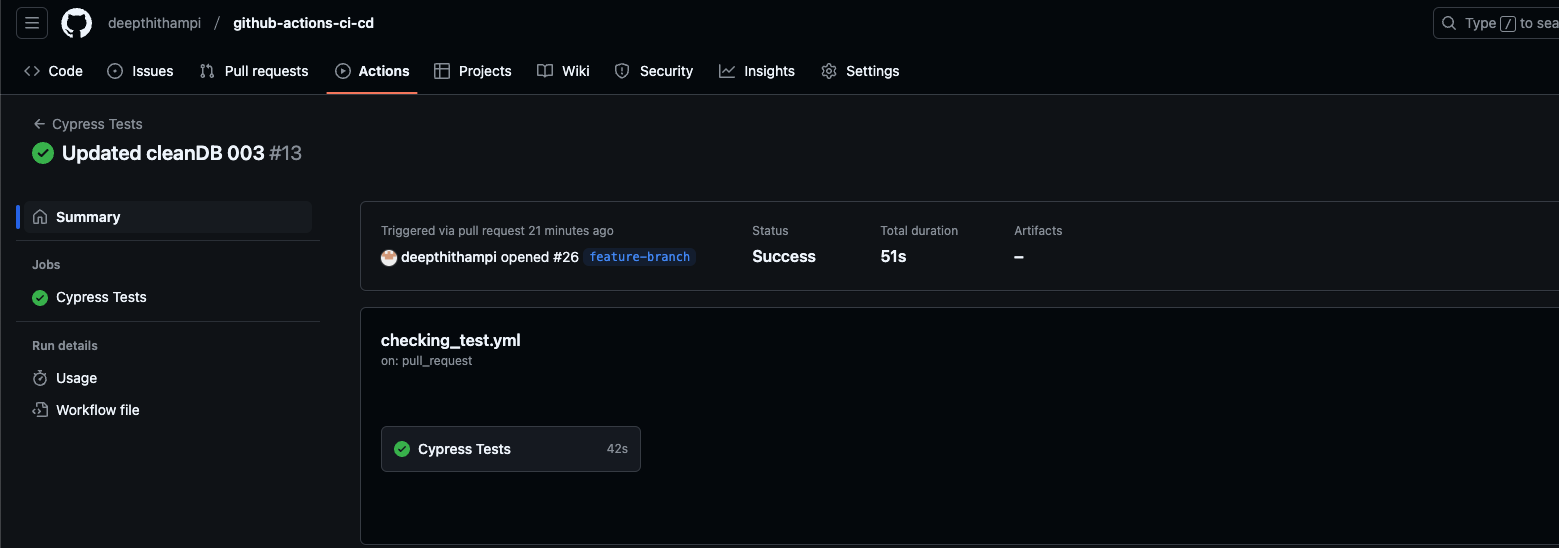 deepthithampi / github-actions-ci-cd
Type / to sea
Code Issues Pull requests Actions Projects Wiki Security Insights Settings
Cypress Tests
Updated cleanDB 003 #13
Summary
Jobs
Cypress Tests
Run details
Usage
Workflow file
Triggered via pull request 21 minutes ago
deepthithampi opened #26 feature-branch
Status
Success
Total duration
51s
Artifacts
–
checking_test.yml
on: pull_request
Cypress Tests 42s